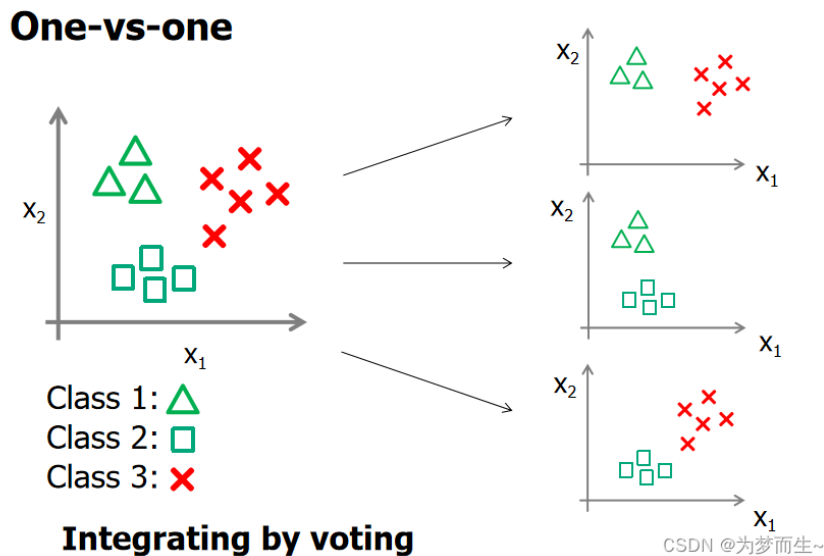 One-vs-one
x2
x1
Class 1:
Class 2:
Class 3:
Integrating by voting
x2
x1
x2
x1
x2
x1
CSDN @为梦而生~